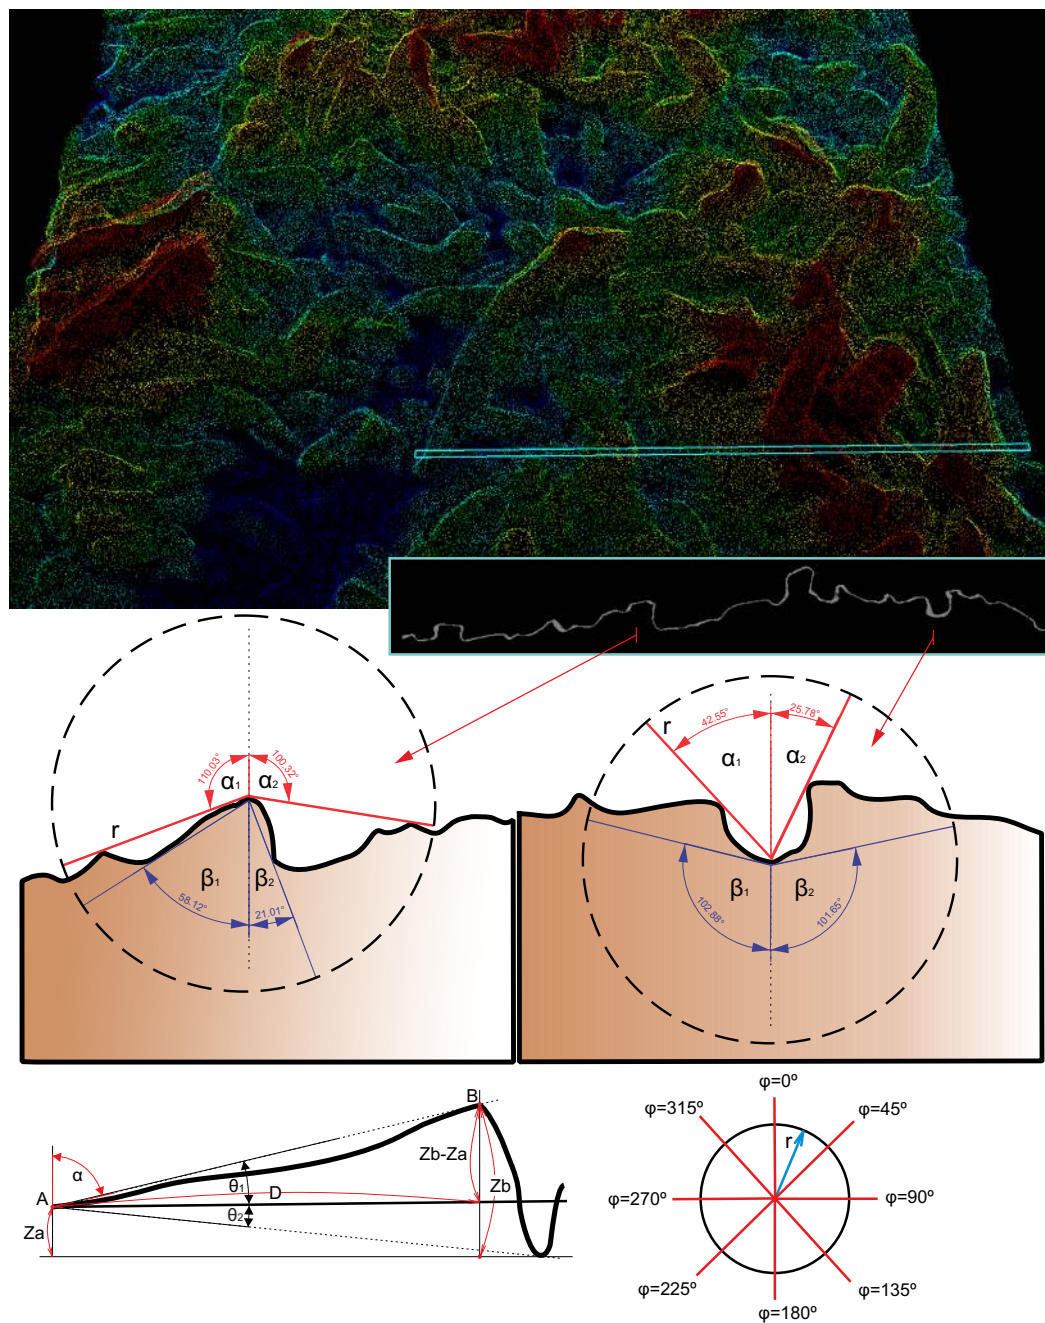 110.03°
100.32°
α1
α2
r
β1
β2
58.12°
21.01°
42.55°
25.78°
r
α1
α2
β1
β2
102.88°
101.65°
B
Zb-Za
α
θ1
D
Zb
A
θ2
Za
φ=0º
φ=315º
φ=45º
r
φ=270º
φ=90º
φ=225º
φ=135º
φ=180º